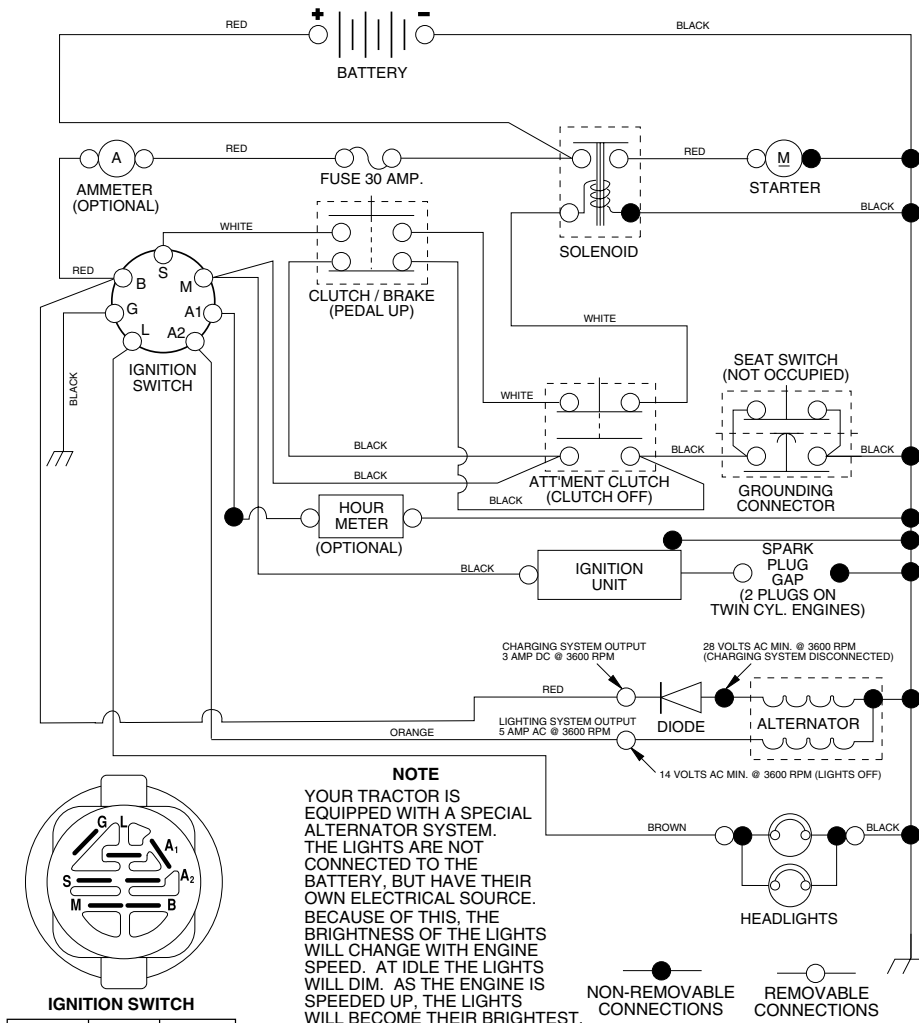 RED
+
-
BLACK
BATTERY
A
RED
AMMETER
(OPTIONAL)
FUSE 30 AMP.
RED
M
STARTER
BLACK
SOLENOID
WHITE
CLUTCH / BRAKE
(PEDAL UP)
RED
S
B
M
G
A1
L
A2
IGNITION
SWITCH
BLACK
WHITE
SEAT SWITCH
(NOT OCCUPIED)
WHITE
BLACK
BLACK
BLACK
BLACK
BLACK
ATT'MENT CLUTCH
(CLUTCH OFF)
GROUNDING
CONNECTOR
HOUR
METER
(OPTIONAL)
BLACK
IGNITION
UNIT
SPARK
PLUG
GAP
(2 PLUGS ON
TWIN CYL. ENGINES)
CHARGING SYSTEM OUTPUT
3 AMP DC @ 3600 RPM
28 VOLTS AC MIN. @ 3600 RPM
(CHARGING SYSTEM DISCONNECTED)
RED
DIODE
ALTERNATOR
LIGHTING SYSTEM OUTPUT
5 AMP AC @ 3600 RPM
ORANGE
14 VOLTS AC MIN. @ 3600 RPM (LIGHTS OFF)
BROWN
BLACK
HEADLIGHTS
G
L
A1
S
A2
M
B
IGNITION SWITCH
NOTE
YOUR TRACTOR IS
EQUIPPED WITH A SPECIAL
ALTERNATOR SYSTEM.
THE LIGHTS ARE NOT
CONNECTED TO THE
BATTERY, BUT HAVE THEIR
OWN ELECTRICAL SOURCE.
BECAUSE OF THIS, THE
BRIGHTNESS OF THE LIGHTS
WILL CHANGE WITH ENGINE
SPEED. AT IDLE THE LIGHTS
WILL DIM. AS THE ENGINE IS
SPEEDED UP, THE LIGHTS
WILL BECOME THEIR BRIGHTEST.
NON-REMOVABLE
CONNECTIONS
REMOVABLE
CONNECTIONS